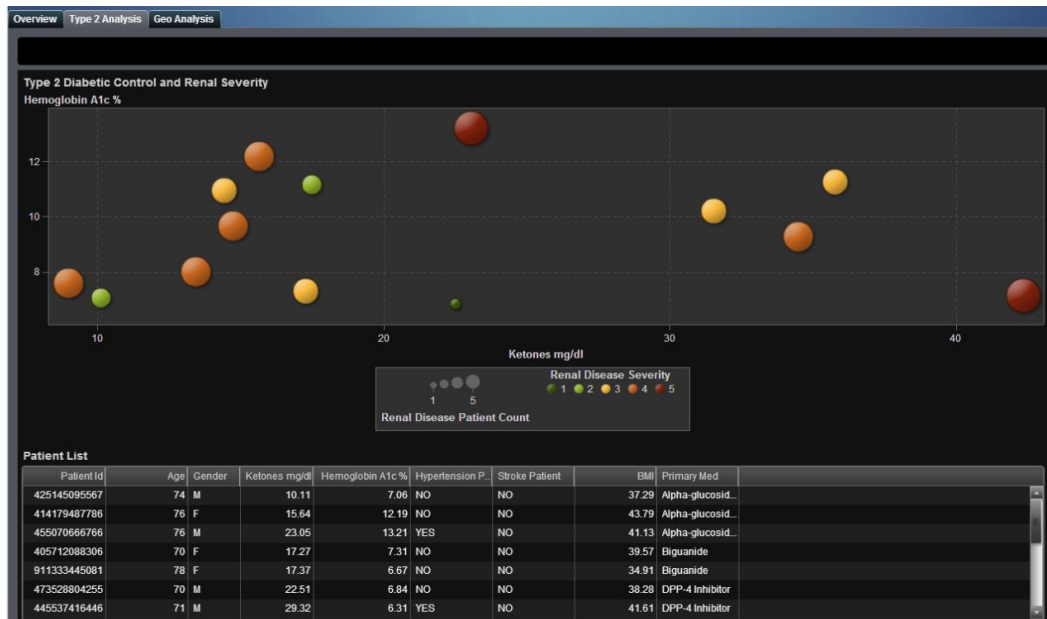 Overview Type 2 Analysis Geo Analysis
Type 2 Diabetic Control and Renal Severity
Hemoglobin A1c %
12
10
8
10 20 30 40
Ketones mg/dl
Renal Disease Severity
1 2 3 4 5
1 5
Renal Disease Patient Count
Patient List
Patient Id Age Gender Ketones mg/dl Hemoglobin A1c % Hypertension P... Stroke Patient BMI Primary Med
425145095567 74 M 10.11 7.06 NO NO 37.29 Alpha-glucosid...
414179487786 76 F 15.64 12.19 NO NO 43.79 Alpha-glucosid...
455070666766 76 M 23.05 13.21 YES NO 41.13 Alpha-glucosid...
405712088306 70 F 17.27 7.31 NO NO 39.57 Biguanide
911333445081 78 F 17.37 6.67 NO NO 34.91 Biguanide
473528804255 70 M 22.51 6.84 NO NO 38.28 DPP-4 Inhibitor
445537416446 71 M 29.32 6.31 YES NO 41.61 DPP-4 Inhibitor